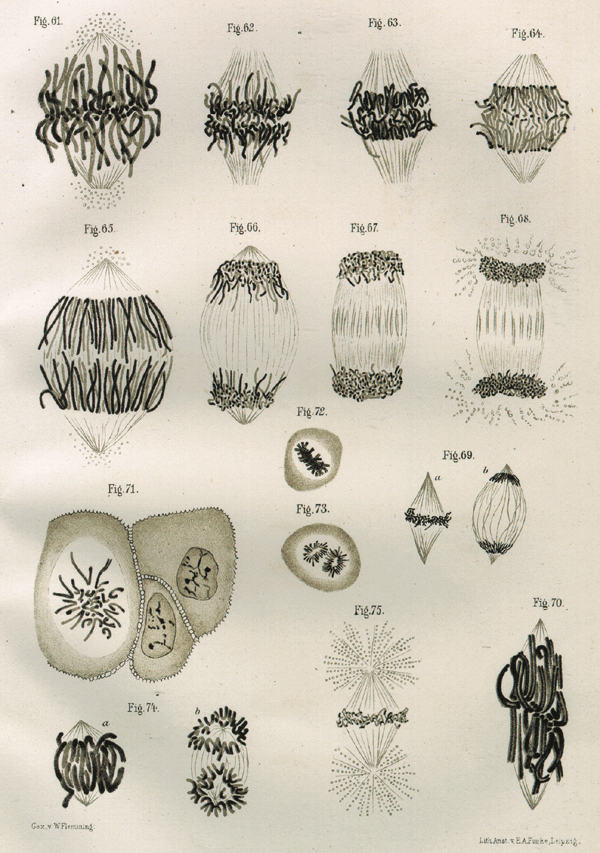 Fig. 61.
Fig. 62.
Fig. 63.
Fig. 64.
Fig. 65.
Fig. 66.
Fig. 67.
Fig. 68.
Fig. 72.
Fig. 69.
a
b
Fig. 71.
Fig. 73.
Fig. 75.
Fig. 70.
Fig. 74.
a
b
Gez. v. W. Flemming.
Lith. Anst. v. E. A. Funke, Leipzig.